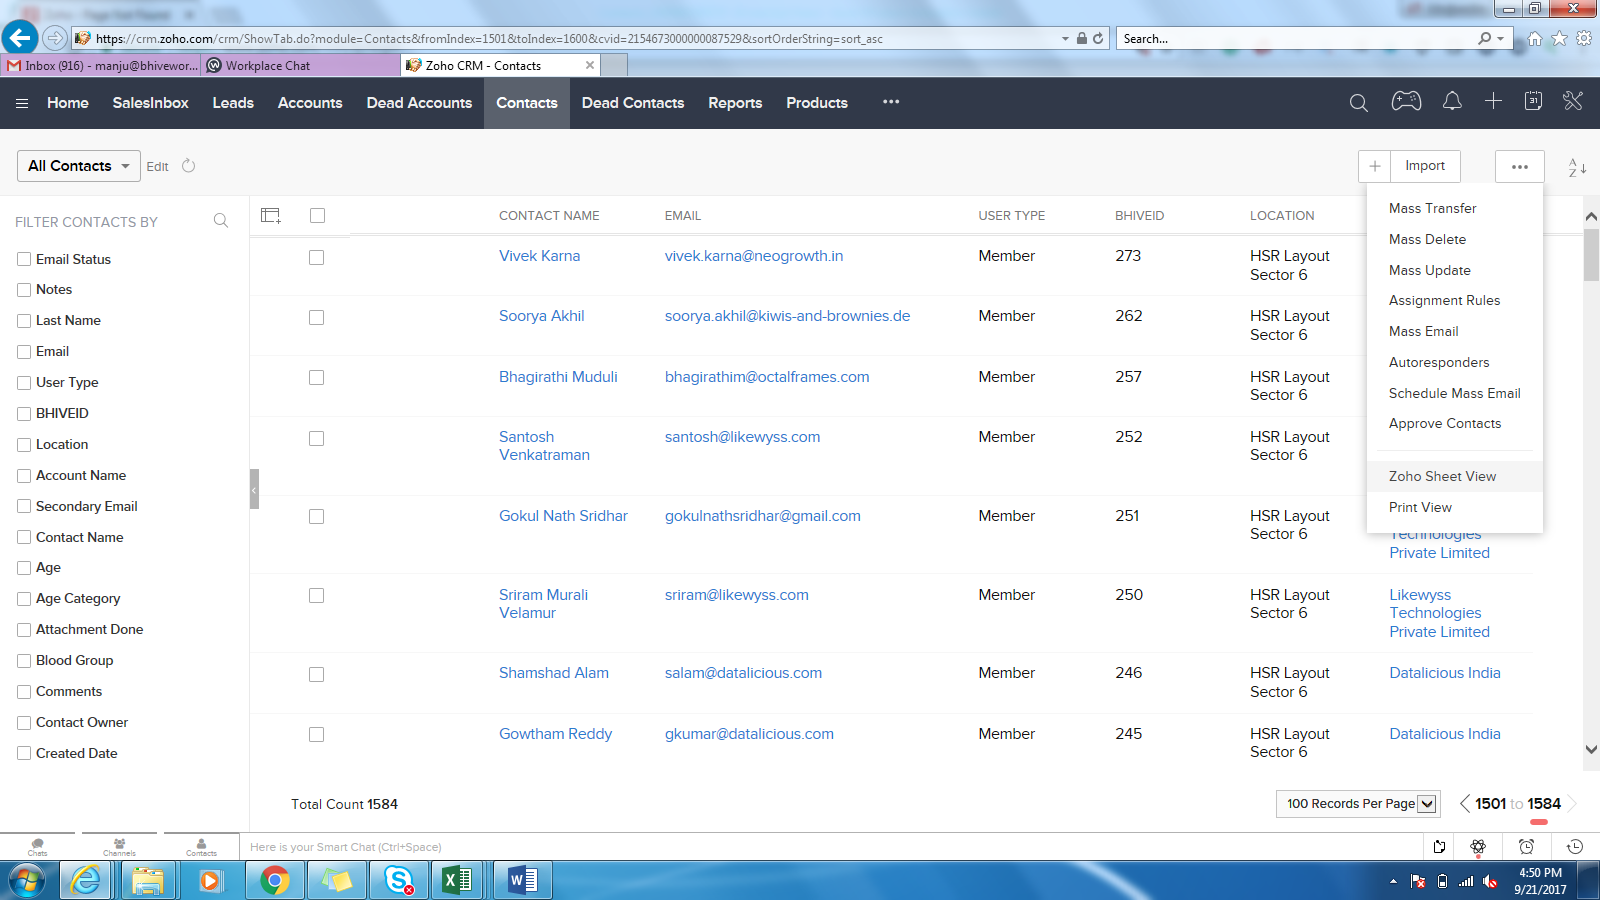 https://crm.zoho.com/crm/ShowTab.do?module=Contacts&fromIndex=1501&toIndex=1600&cvid=2154673000000087529&sortOrderString=sort_asc
Search...
Inbox (916) - manju@bhivewor...
Workplace Chat
Zoho CRM - Contacts
Home SalesInbox Leads Accounts Dead Accounts Contacts Dead Contacts Reports Products
31
All Contacts Edit
Import
A
Z
FILTER CONTACTS BY
Email Status
Notes
Last Name
Email
User Type
BHIVEID
Location
Account Name
Secondary Email
Contact Name
Age
Age Category
Attachment Done
Blood Group
Comments
Contact Owner
Created Date
CONTACT NAME EMAIL USER TYPE BHIVEID LOCATION
Vivek Karna vivek.karna@neogrowth.in Member 273 HSR Layout
Sector 6
Soorya Akhil soorya.akhil@kiwis-and-brownies.de Member 262 HSR Layout
Sector 6
Bhagirathi Muduli bhagirathim@octalframes.com Member 257 HSR Layout
Sector 6
Santosh santosh@likewyss.com Member 252 HSR Layout
Venkatraman Sector 6
Gokul Nath Sridhar gokulnathsridhar@gmail.com Member 251 HSR Layout
Sector 6 Technologies
Private Limited
Sriram Murali sriram@likewyss.com Member 250 HSR Layout Likewyss
Velamur Sector 6 Technologies
Private Limited
Shamshad Alam salam@datalicious.com Member 246 HSR Layout Datalicious India
Sector 6
Gowtham Reddy gkumar@datalicious.com Member 245 HSR Layout Datalicious India
Sector 6
Mass Transfer
Mass Delete
Mass Update
Assignment Rules
Mass Email
Autoresponders
Schedule Mass Email
Approve Contacts
Zoho Sheet View
Print View
Total Count 1584
100 Records Per Page
1501 to 1584
Chats
Channels
Contacts
Here is your Smart Chat (Ctrl+Space)
4:50 PM
9/21/2017